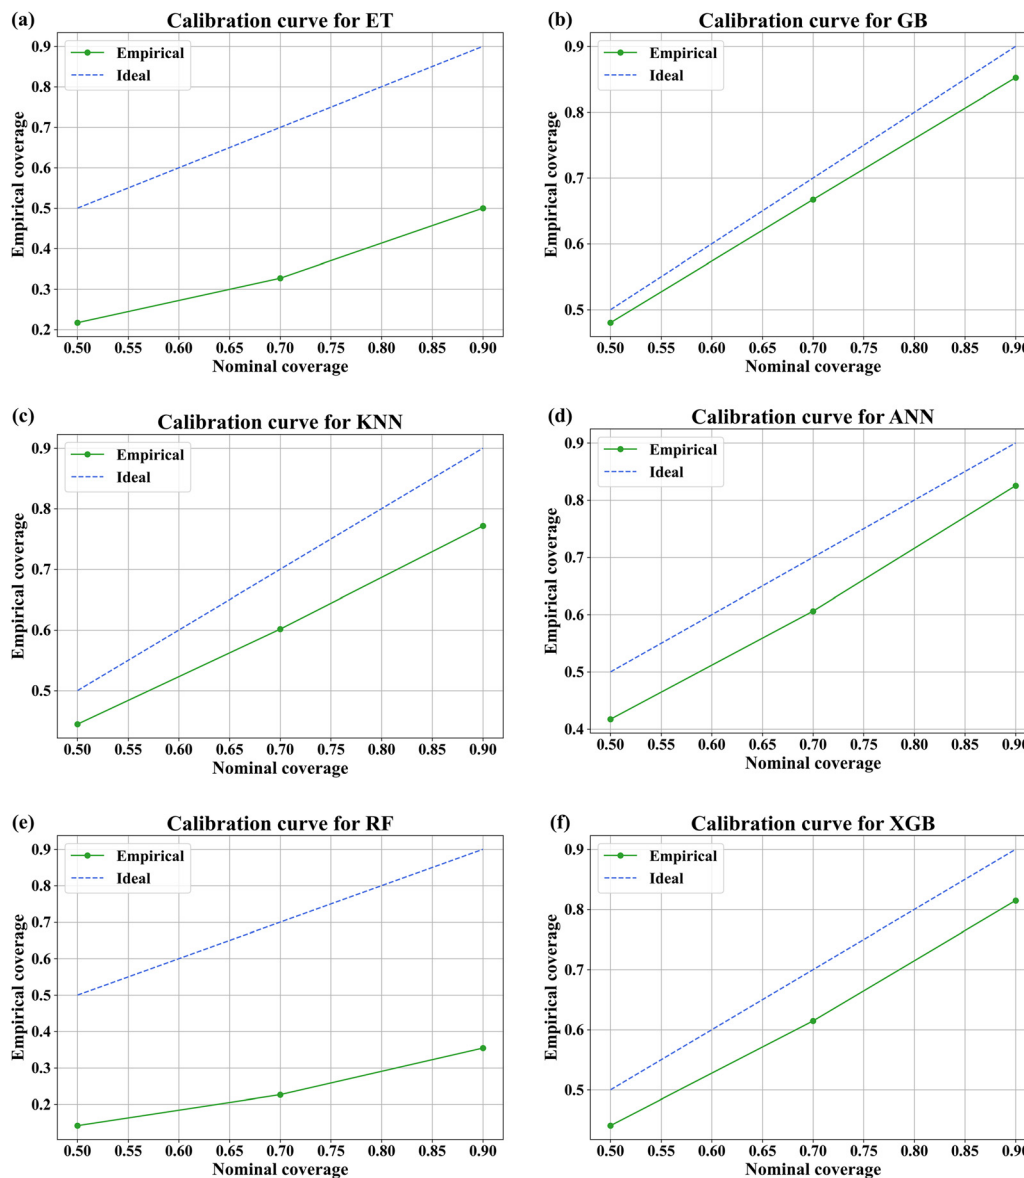 (a)
Calibration curve for ET
Empirical
Ideal
Empirical coverage
0.9
0.8
0.7
0.6
0.5
0.4
0.3
0.2
0.50 0.55 0.60 0.65 0.70 0.75 0.80 0.85 0.90
Nominal coverage
(b)
Calibration curve for GB
Empirical
Ideal
Empirical coverage
0.9
0.8
0.7
0.6
0.5
0.50 0.55 0.60 0.65 0.70 0.75 0.80 0.85 0.90
Nominal coverage
(c)
Calibration curve for KNN
Empirical
Ideal
Empirical coverage
0.9
0.8
0.7
0.6
0.5
0.50 0.55 0.60 0.65 0.70 0.75 0.80 0.85 0.90
Nominal coverage
(d)
Calibration curve for ANN
Empirical
Ideal
Empirical coverage
0.9
0.8
0.7
0.6
0.5
0.4
0.50 0.55 0.60 0.65 0.70 0.75 0.80 0.85 0.90
Nominal coverage
(e)
Calibration curve for RF
Empirical
Ideal
Empirical coverage
0.9
0.8
0.7
0.6
0.5
0.4
0.3
0.2
0.50 0.55 0.60 0.65 0.70 0.75 0.80 0.85 0.90
Nominal coverage
(f)
Calibration curve for XGB
Empirical
Ideal
Empirical coverage
0.9
0.8
0.7
0.6
0.5
0.50 0.55 0.60 0.65 0.70 0.75 0.80 0.85 0.90
Nominal coverage